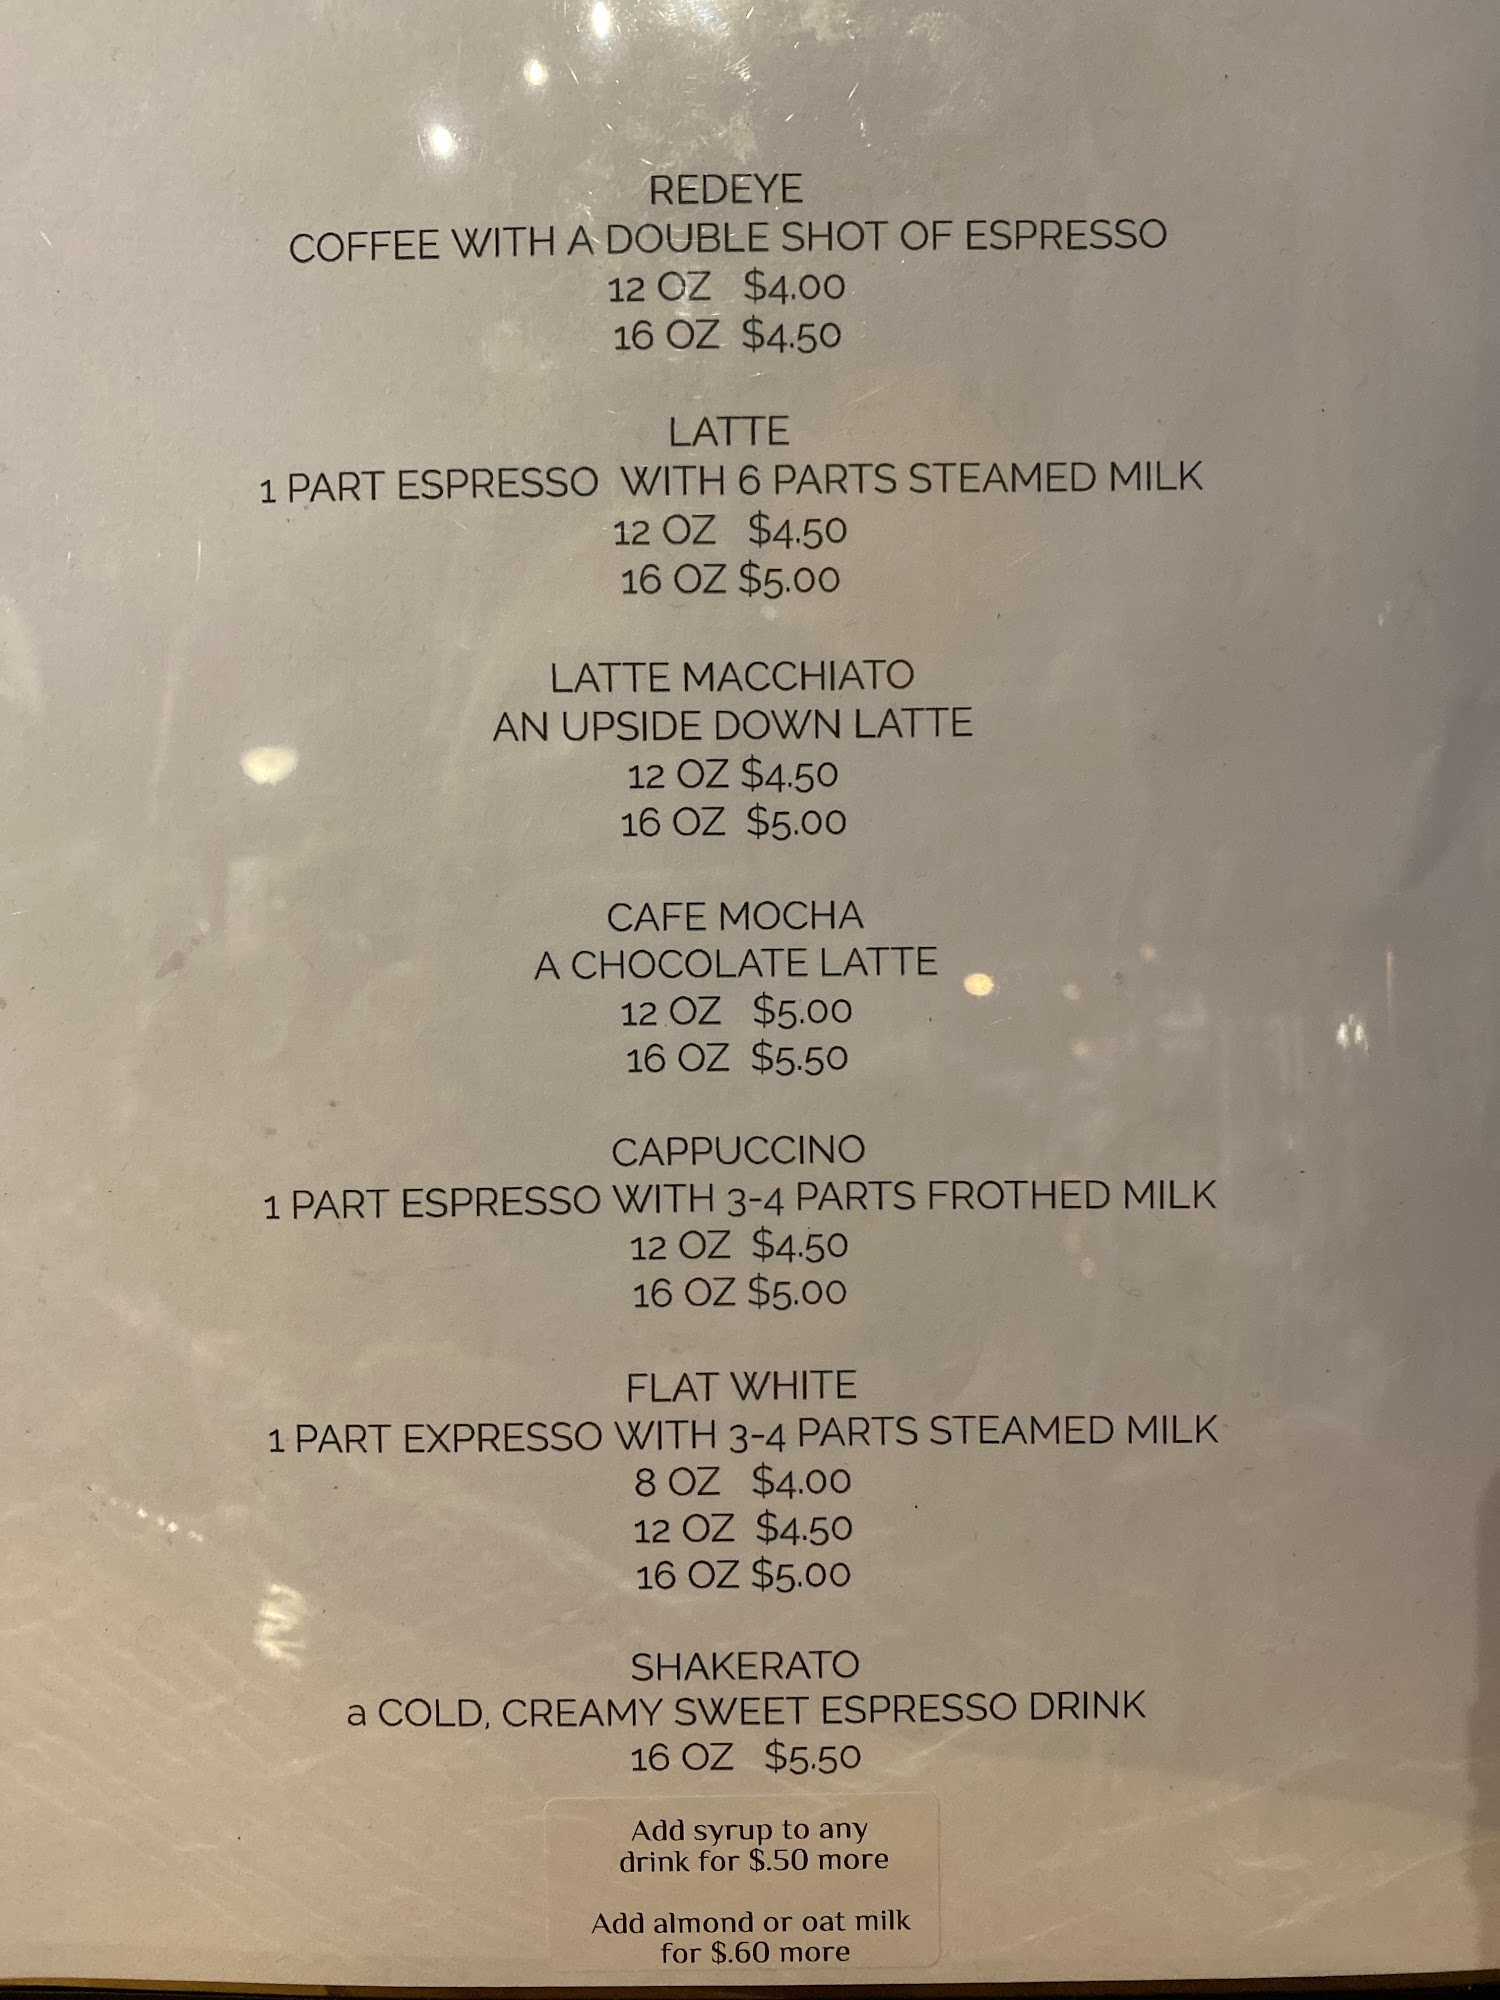 REDEYE
COFFEE WITH A DOUBLE SHOT OF ESPRESSO
12 OZ $4.00
16 OZ $4.50
LATTE
1 PART ESPRESSO WITH 6 PARTS STEAMED MILK
12 OZ $4.50
16 OZ $5.00
LATTE MACCHIATO
AN UPSIDE DOWN LATTE
12 OZ $4.50
16 OZ $5.00
CAFE MOCHA
A CHOCOLATE LATTE
12 OZ $5.00
16 OZ $5.50
CAPPUCCINO
1 PART ESPRESSO WITH 3-4 PARTS FROTHED MILK
12 OZ $4.50
16 OZ $5.00
FLAT WHITE
1 PART EXPRESSO WITH 3-4 PARTS STEAMED MILK
8 OZ $4.00
12 OZ $4.50
16 OZ $5.00
SHAKERATO
a COLD, CREAMY SWEET ESPRESSO DRINK
16 OZ $5.50
Add syrup to any
drink for $.50 more
Add almond or oat milk
for $.60 more